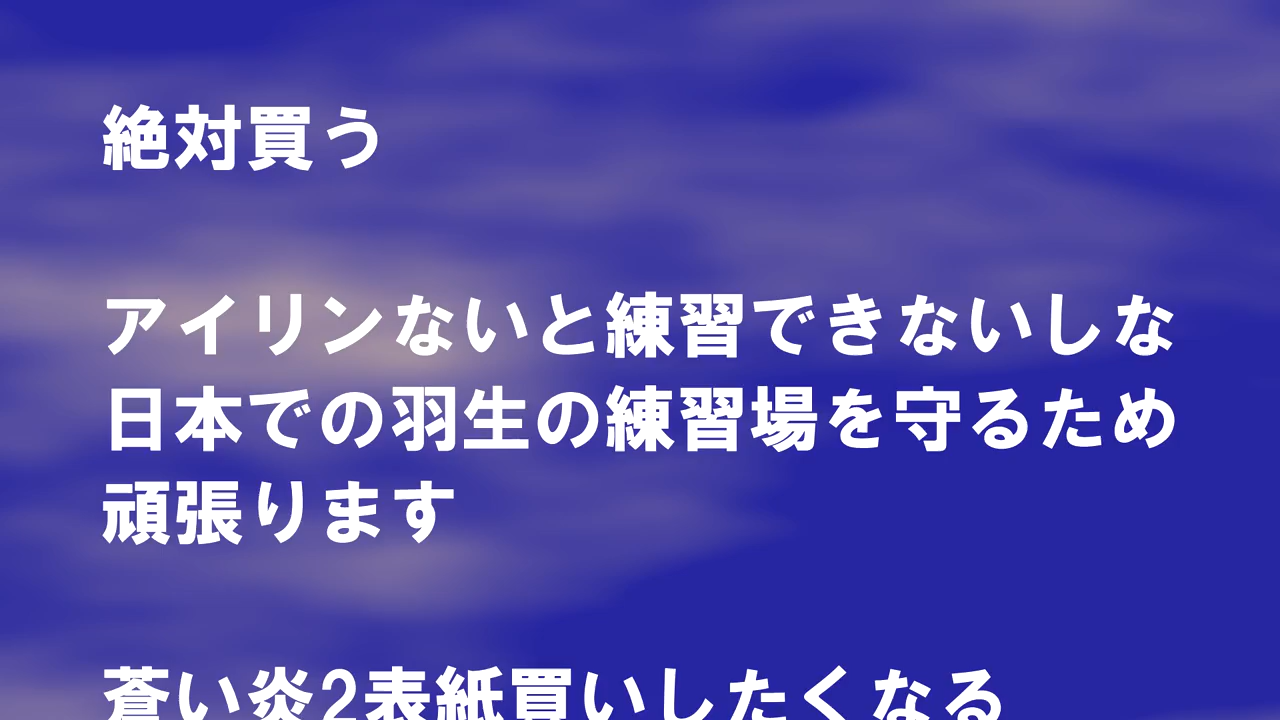 絶対買う
アイリンないと練習できないしな
日本での羽生の練習場を守るため
頑張ります
蒼い炎2表紙買いしたくなる